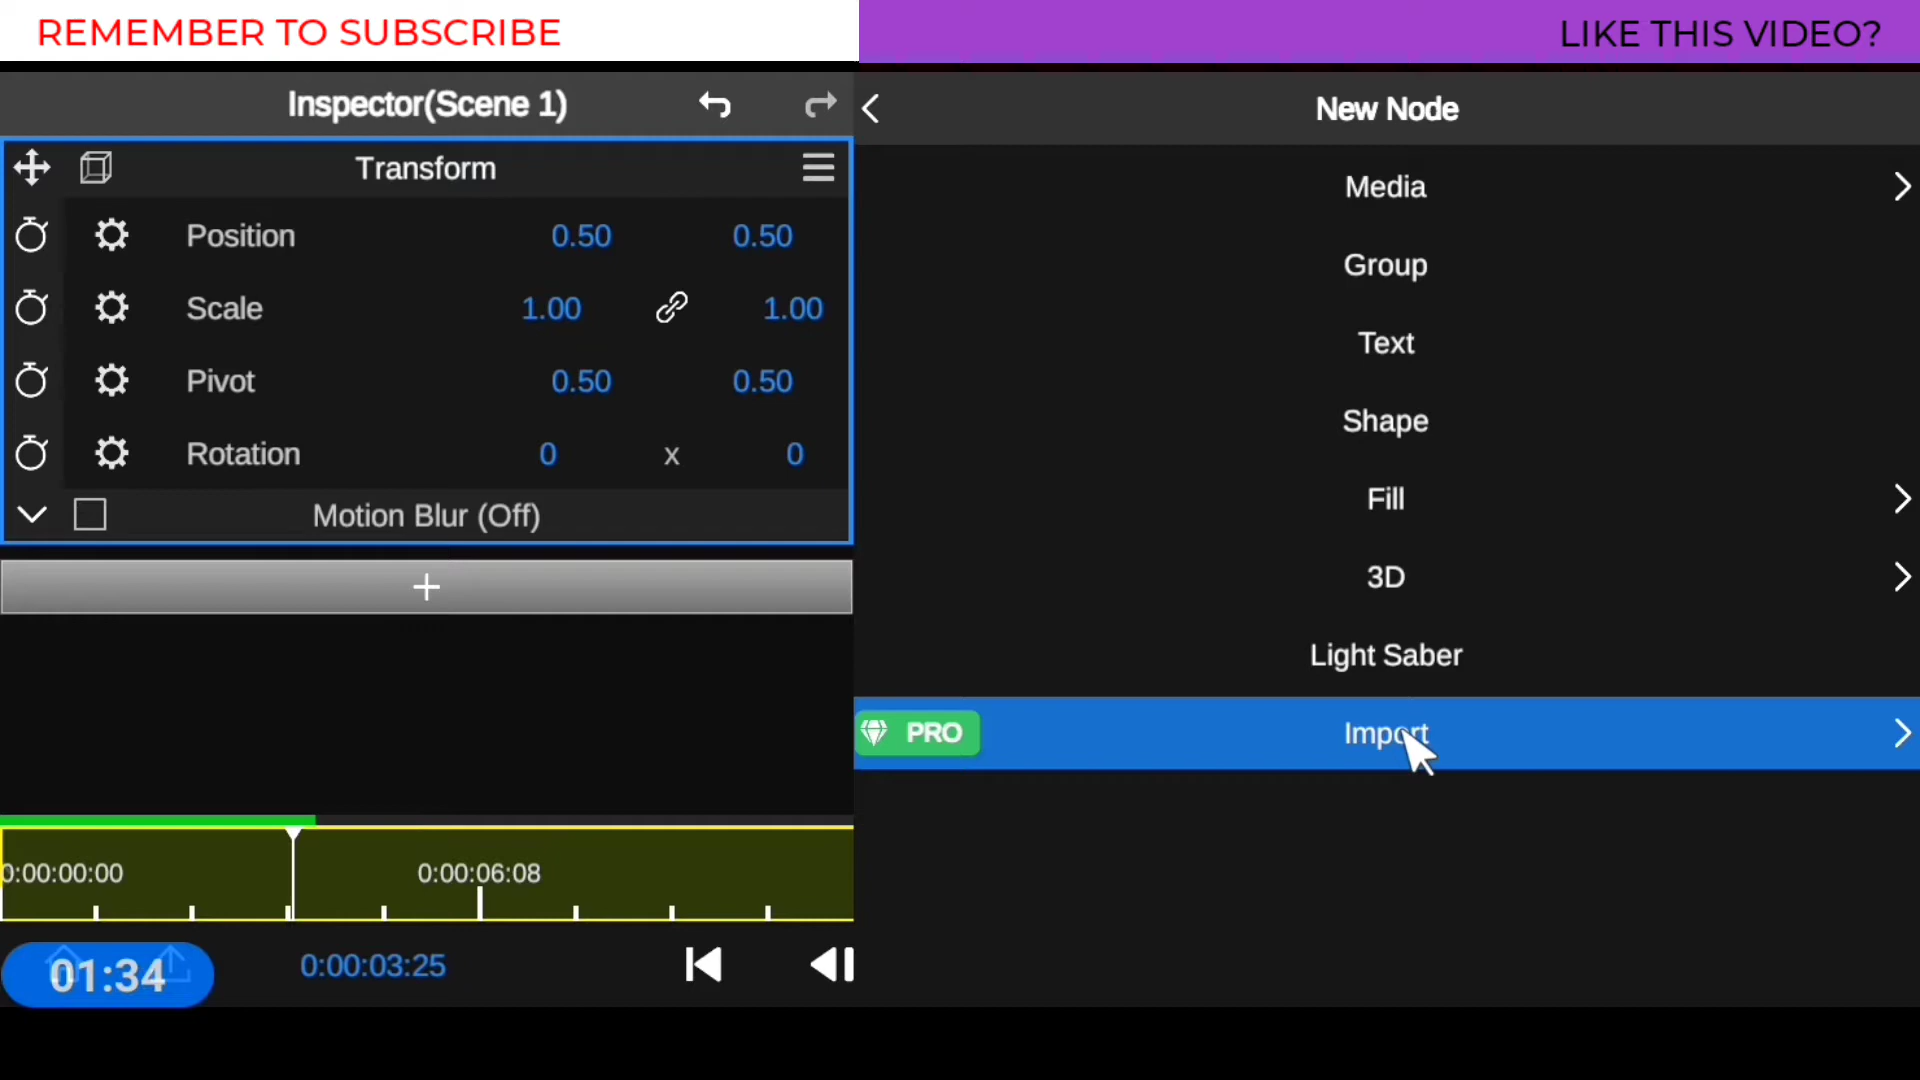 REMEMBER TO SUBSCRIBE
LIKE THIS VIDEO?
Inspector(Scene 1)
Transform
Position 0.50 0.50
Scale 1.00 1.00
Pivot 0.50 0.50
Rotation 0 x 0
Motion Blur (Off)
+
0:00:00:00 0:00:06:08
01:34 0:00:03:25
New Node
Media
Group
Text
Shape
Fill
3D
Light Saber
PRO Import